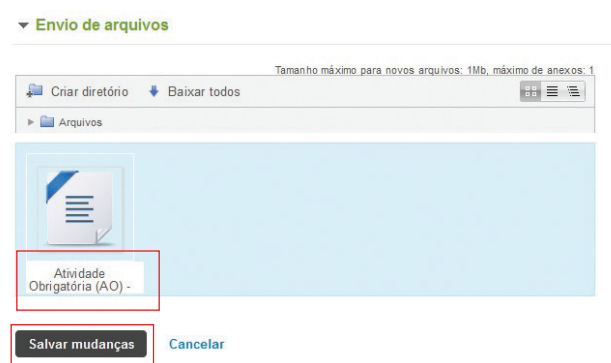 Envio de arquivos
Tamanho máximo para novos arquivos: 1Mb, máximo de anexos: 1
Criar diretório Baixar todos
Arquivos
Atividade
Obrigatória (AO) -
Salvar mudanças Cancelar